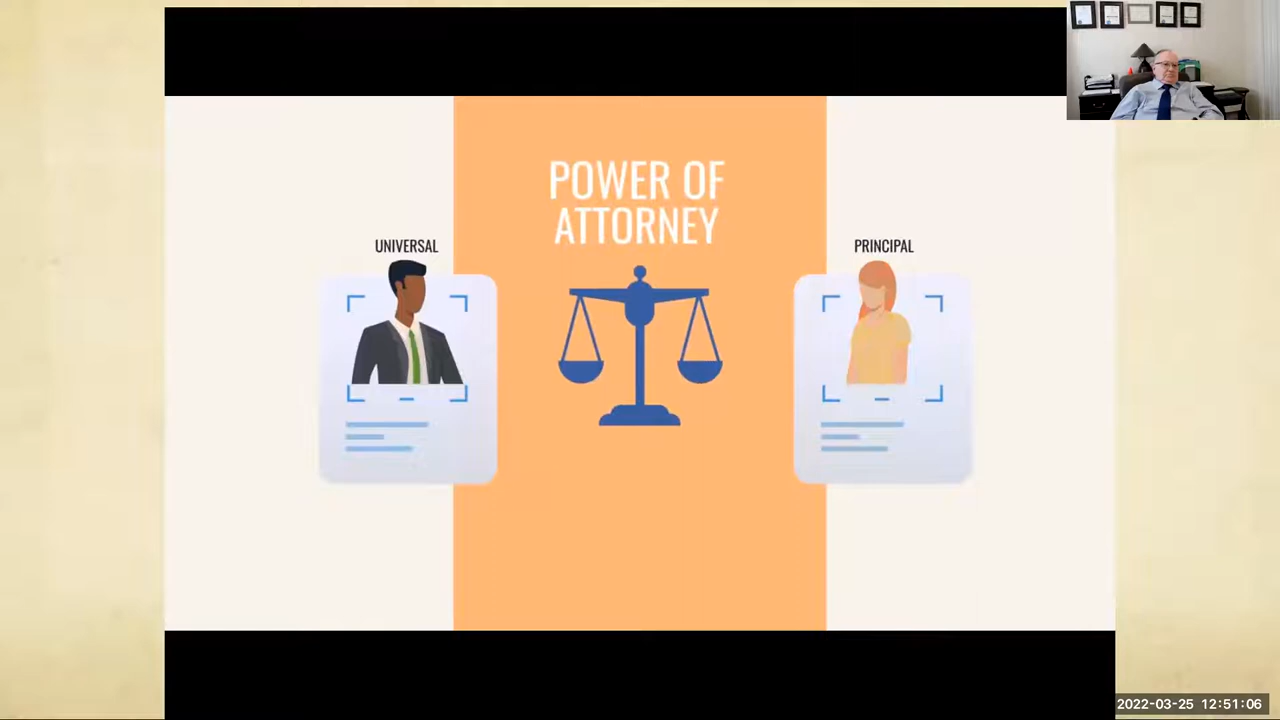 POWER OF
ATTORNEY
UNIVERSAL
PRINCIPAL
2022-03-25 12:51:06